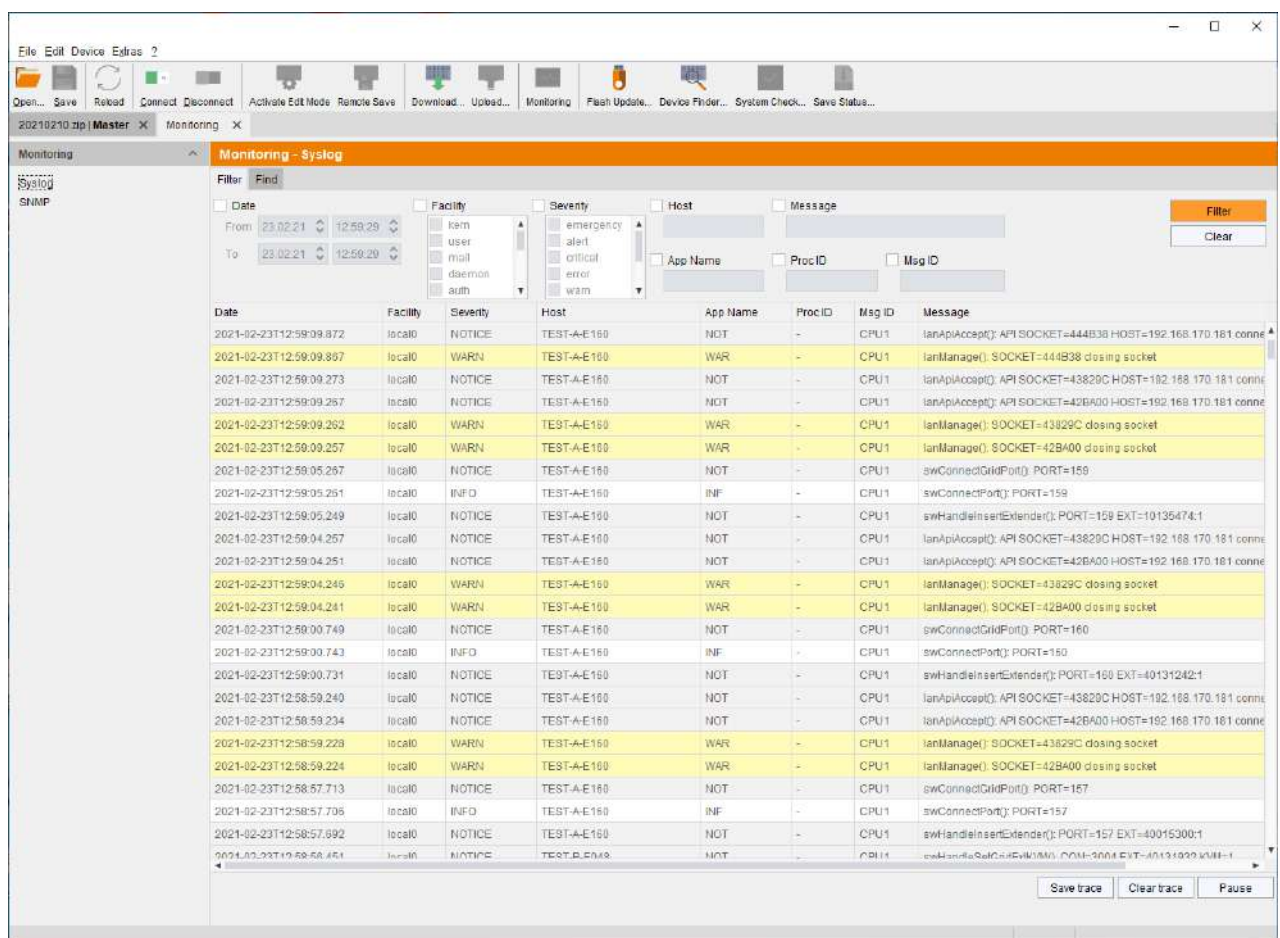 File Edit Device Extras ?
Open... Save Reload Connect Disconnect Activate Edit Mode Remote Save Download... Upload... Monitoring Flash Update... Device Finder... System Check... Save Status...
20210210.zip | Master X Monitoring X
Monitoring
Monitoring - Syslog
Syslog
SNMP
Filter Find
Date Facility Severity Host Message
From 23.02.21 12:59:29 kern emergency Filter
user alert Clear
To 23.02.21 12:59:29 mail critical App Name ProcID Msg ID
daemon error
auth warn
Date Facility Severity Host App Name ProcID Msg ID Message
2021-02-23T12:59:09.872 local0 NOTICE TEST-A-E160 NOT - CPU1 lanApiAccept(): API SOCKET=444B38 HOST=192.168.170.181 conne
2021-02-23T12:59:09.867 local0 WARN TEST-A-E160 WAR - CPU1 lanManage(): SOCKET=444B38 closing socket
2021-02-23T12:59:09.273 local0 NOTICE TEST-A-E160 NOT - CPU1 lanApiAccept(): API SOCKET=43829C HOST=192.168.170.181 conne
2021-02-23T12:59:09.267 local0 NOTICE TEST-A-E160 NOT - CPU1 lanApiAccept(): API SOCKET=42BA00 HOST=192.168.170.181 conne
2021-02-23T12:59:09.262 local0 WARN TEST-A-E160 WAR - CPU1 lanManage(): SOCKET=43829C closing socket
2021-02-23T12:59:09.257 local0 WARN TEST-A-E160 WAR - CPU1 lanManage(): SOCKET=42BA00 closing socket
2021-02-23T12:59:05.267 local0 NOTICE TEST-A-E160 NOT - CPU1 swConnectGridPort(): PORT=159
2021-02-23T12:59:05.261 local0 INFO TEST-A-E160 INF - CPU1 swConnectPort(): PORT=159
2021-02-23T12:59:05.249 local0 NOTICE TEST-A-E160 NOT - CPU1 swHandleInsertExtender(): PORT=159 EXT=10135474:1
2021-02-23T12:59:04.257 local0 NOTICE TEST-A-E160 NOT - CPU1 lanApiAccept(): API SOCKET=43829C HOST=192.168.170.181 conne
2021-02-23T12:59:04.251 local0 NOTICE TEST-A-E160 NOT - CPU1 lanApiAccept(): API SOCKET=42BA00 HOST=192.168.170.181 conne
2021-02-23T12:59:04.246 local0 WARN TEST-A-E160 WAR - CPU1 lanManage(): SOCKET=43829C closing socket
2021-02-23T12:59:04.241 local0 WARN TEST-A-E160 WAR - CPU1 lanManage(): SOCKET=42BA00 closing socket
2021-02-23T12:59:00.749 local0 NOTICE TEST-A-E160 NOT - CPU1 swConnectGridPort(): PORT=160
2021-02-23T12:59:00.743 local0 INFO TEST-A-E160 INF - CPU1 swConnectPort(): PORT=160
2021-02-23T12:59:00.731 local0 NOTICE TEST-A-E160 NOT - CPU1 swHandleInsertExtender(): PORT=160 EXT=40131242:1
2021-02-23T12:58:59.240 local0 NOTICE TEST-A-E160 NOT - CPU1 lanApiAccept(): API SOCKET=43829C HOST=192.168.170.181 conne
2021-02-23T12:58:59.234 local0 NOTICE TEST-A-E160 NOT - CPU1 lanApiAccept(): API SOCKET=42BA00 HOST=192.168.170.181 conne
2021-02-23T12:58:59.228 local0 WARN TEST-A-E160 WAR - CPU1 lanManage(): SOCKET=43829C closing socket
2021-02-23T12:58:59.224 local0 WARN TEST-A-E160 WAR - CPU1 lanManage(): SOCKET=42BA00 closing socket
2021-02-23T12:58:57.713 local0 NOTICE TEST-A-E160 NOT - CPU1 swConnectGridPort(): PORT=157
2021-02-23T12:58:57.706 local0 INFO TEST-A-E160 INF - CPU1 swConnectPort(): PORT=157
2021-02-23T12:58:57.692 local0 NOTICE TEST-A-E160 NOT - CPU1 swHandleInsertExtender(): PORT=157 EXT=40015300:1
2021-02-23T12:58:56.451 local0 NOTICE TEST-B-E048 NOT CPU1
Save trace Clear trace Pause